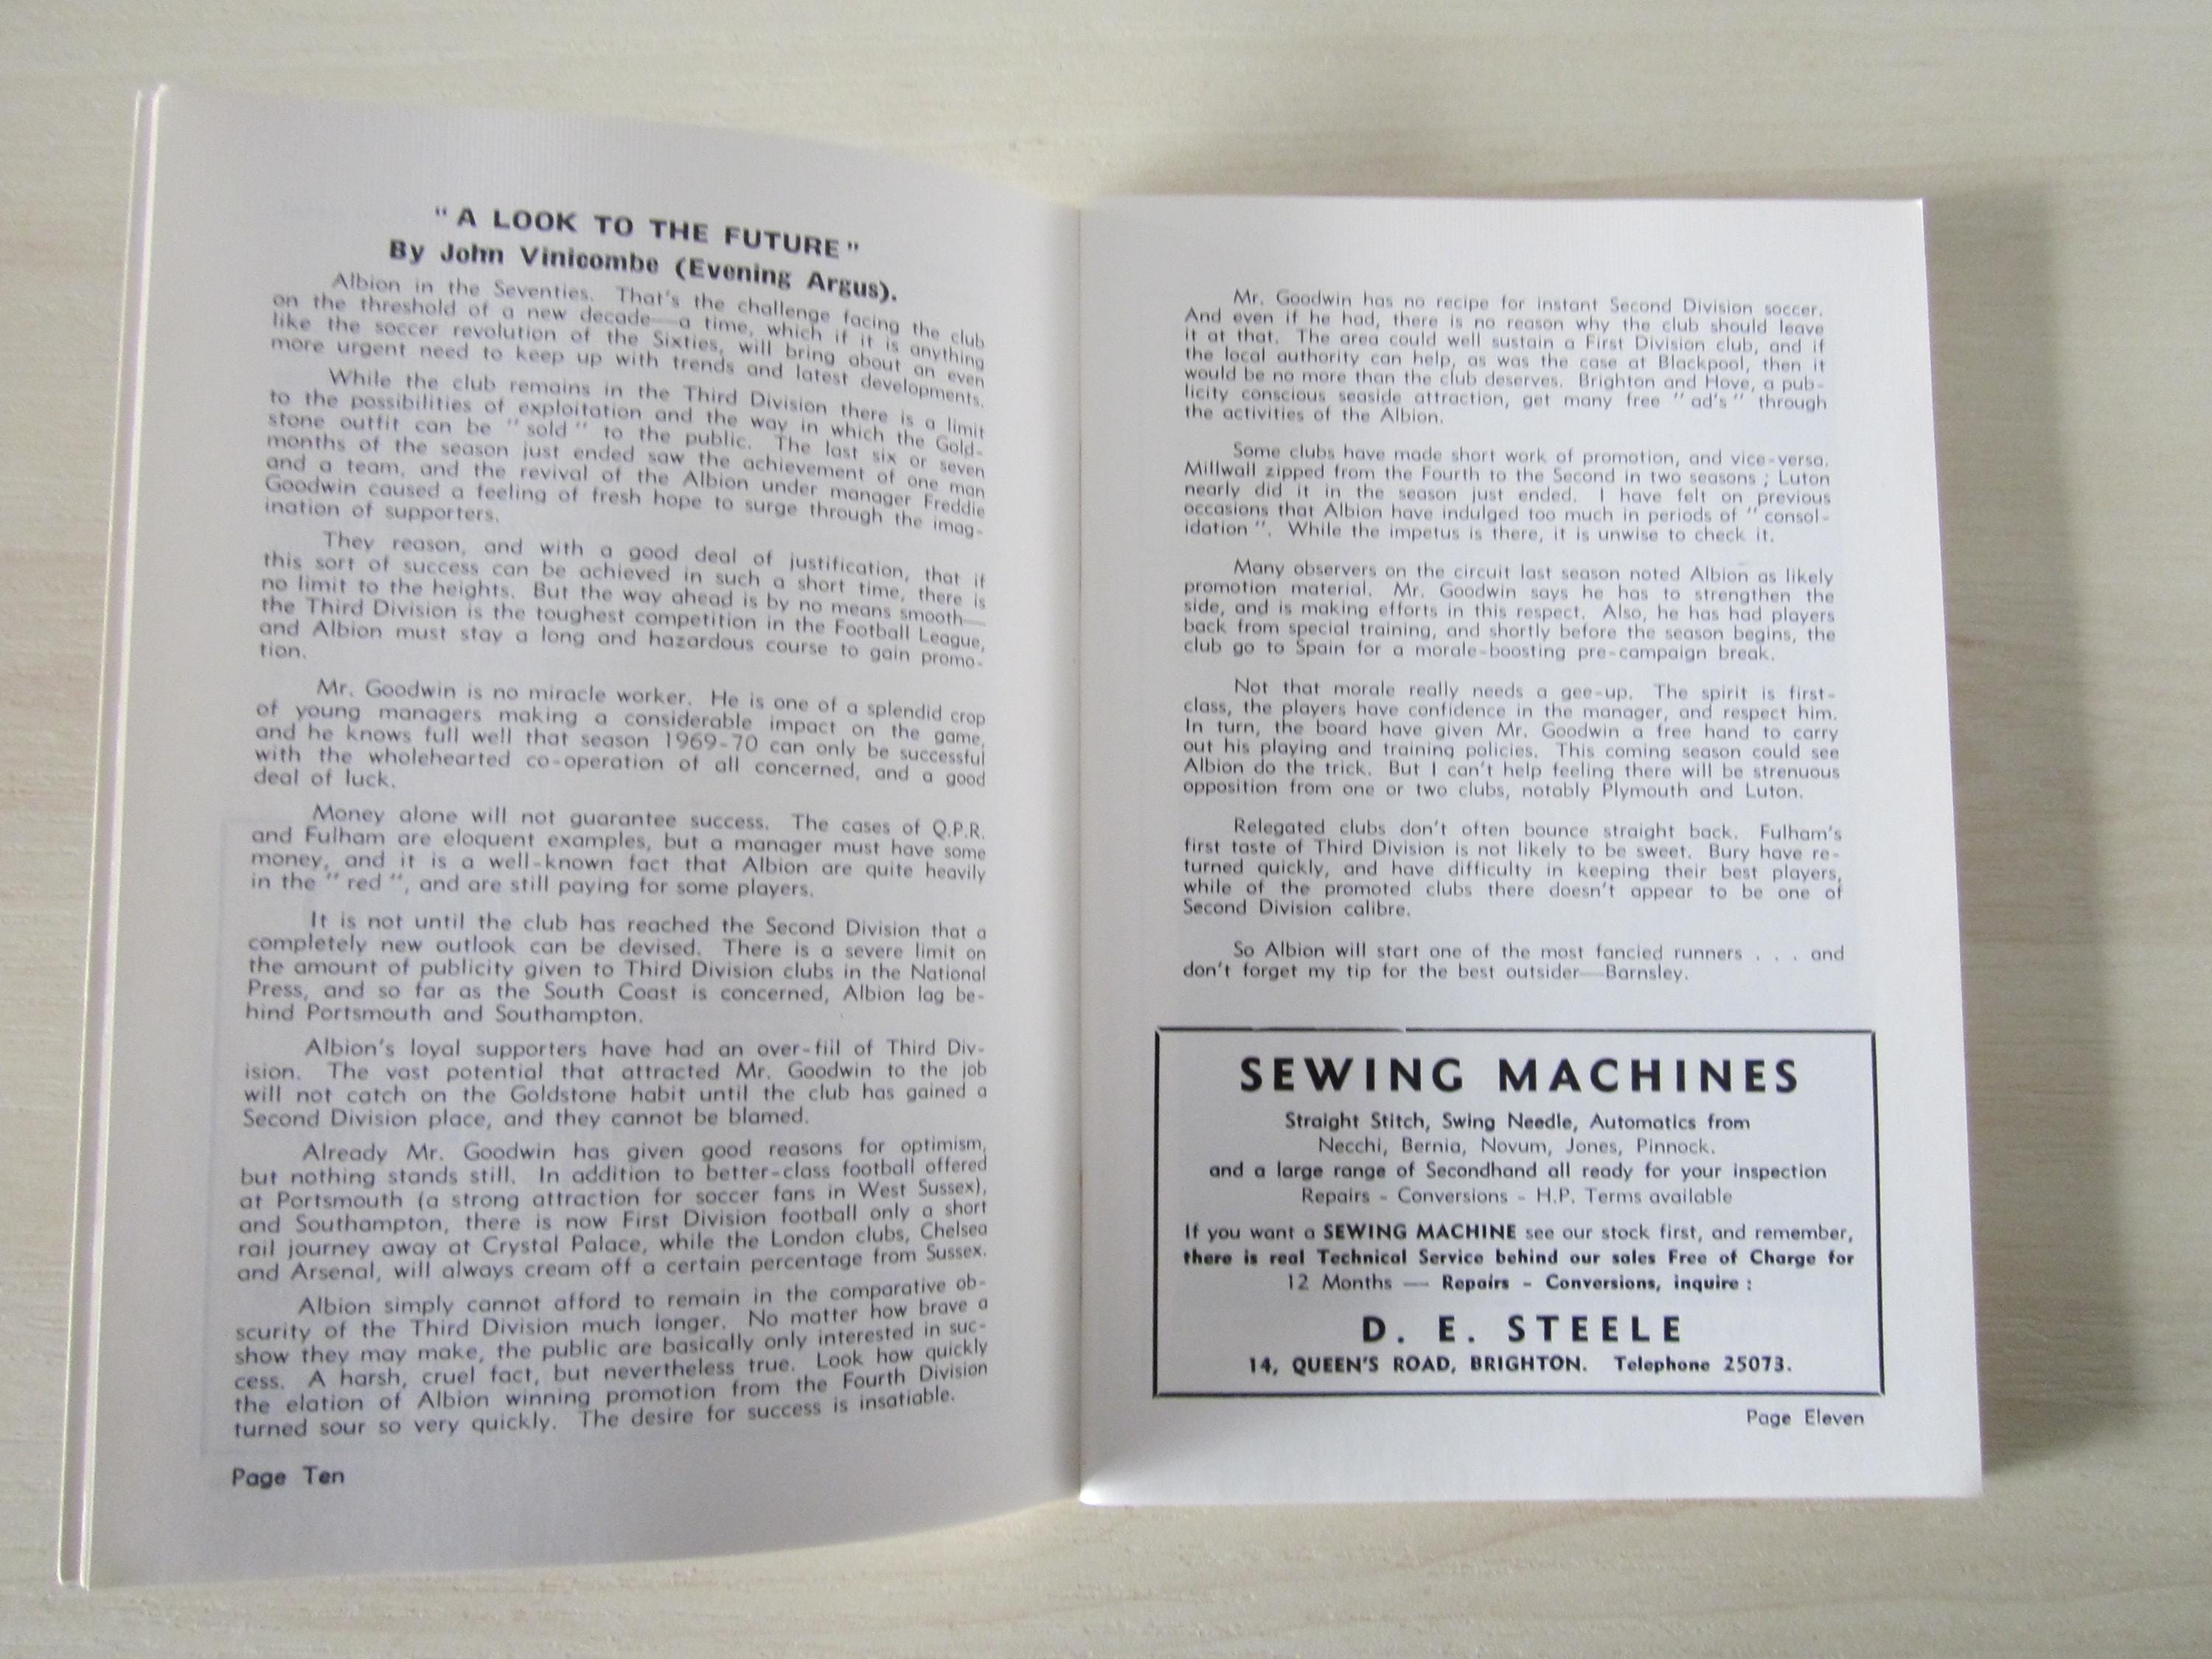 " A LOOK TO THE FUTURE "
By John Vinicombe (Evening Argus).
Albion in the Seventies. That's the challenge facing the club
on the threshold of a new decade—a time, which if it is anything
like the soccer revolution of the Sixties, will bring about an even
more urgent need to keep up with trends and latest developments.
While the club remains in the Third Division there is a limit
to the possibilities of exploitation and the way in which the Gold-
stone outfit can be " sold " to the public. The last six or seven
months of the season just ended saw the achievement of one man
and a team, and the revival of the Albion under manager Freddie
Goodwin caused a feeling of fresh hope to surge through the imag-
ination of supporters.
They reason, and with a good deal of justification, that if
this sort of success can be achieved in such a short time, there is
no limit to the heights. But the way ahead is by no means smooth—
the Third Division is the toughest competition in the Football League,
and Albion must stay a long and hazardous course to gain promo-
tion.
Mr. Goodwin is no miracle worker. He is one of a splendid crop
of young managers making a considerable impact on the game,
and he knows full well that season 1969-70 can only be successful
with the wholehearted co-operation of all concerned, and a good
deal of luck.
Money alone will not guarantee success. The cases of Q.P.R.
and Fulham are eloquent examples, but a manager must have some
money, and it is a well-known fact that Albion are quite heavily
in the " red ", and are still paying for some players.
It is not until the club has reached the Second Division that a
completely new outlook can be devised. There is a severe limit on
the amount of publicity given to Third Division clubs in the National
Press, and so far as the South Coast is concerned, Albion lag be-
hind Portsmouth and Southampton.
Albion's loyal supporters have had an over-fiil of Third Div-
ision. The vast potential that attracted Mr. Goodwin to the job
will not catch on the Goldstone habit until the club has gained a
Second Division place, and they cannot be blamed.
Already Mr. Goodwin has given good reasons for optimism,
but nothing stands still. In addition to better-class football offered
at Portsmouth (a strong attraction for soccer fans in West Sussex),
and Southampton, there is now First Division football only a short
rail journey away at Crystal Palace, while the London clubs, Chelsea
and Arsenal, will always cream off a certain percentage from Sussex.
Albion simply cannot afford to remain in the comparative ob-
scurity of the Third Division much longer. No matter how brave a
show they may make, the public are basically only interested in suc-
cess. A harsh, cruel fact, but nevertheless true. Look how quickly
the elation of Albion winning promotion from the Fourth Division
turned sour so very quickly. The desire for success is insatiable.
Page Ten
Mr. Goodwin has no recipe for instant Second Division soccer.
And even if he had, there is no reason why the club should leave
it at that. The area could well sustain a First Division club, and if
the local authority can help, as was the case at Blackpool, then it
would be no more than the club deserves. Brighton and Hove, a pub-
licity conscious seaside attraction, get many free " ad's " through
the activities of the Albion.
Some clubs have made short work of promotion, and vice-versa.
Millwall zipped from the Fourth to the Second in two seasons ; Luton
nearly did it in the season just ended. I have felt on previous
occasions that Albion have indulged too much in periods of " consol-
idation ". While the impetus is there, it is unwise to check it.
Many observers on the circuit last season noted Albion as likely
promotion material. Mr. Goodwin says he has to strengthen the
side, and is making efforts in this respect. Also, he has had players
back from special training, and shortly before the season begins, the
club go to Spain for a morale-boosting pre-campaign break.
Not that morale really needs a gee-up. The spirit is first-
class, the players have confidence in the manager, and respect him.
In turn, the board have given Mr. Goodwin a free hand to carry
out his playing and training policies. This coming season could see
Albion do the trick. But I can't help feeling there will be strenuous
opposition from one or two clubs, notably Plymouth and Luton.
Relegated clubs don't often bounce straight back. Fulham's
first taste of Third Division is not likely to be sweet. Bury have re-
turned quickly, and have difficulty in keeping their best players,
while of the promoted clubs there doesn't appear to be one of
Second Division calibre.
So Albion will start one of the most fancied runners . . . and
don't forget my tip for the best outsider—Barnsley.
SEWING MACHINES
Straight Stitch, Swing Needle, Automatics from
Necchi, Bernia, Novum, Jones, Pinnock.
and a large range of Secondhand all ready for your inspection
Repairs - Conversions - H.P. Terms available
If you want a SEWING MACHINE see our stock first, and remember,
there is real Technical Service behind our sales Free of Charge for
12 Months — Repairs - Conversions, inquire :
D. E. STEELE
14, QUEEN'S ROAD, BRIGHTON. Telephone 25073.
Page Eleven